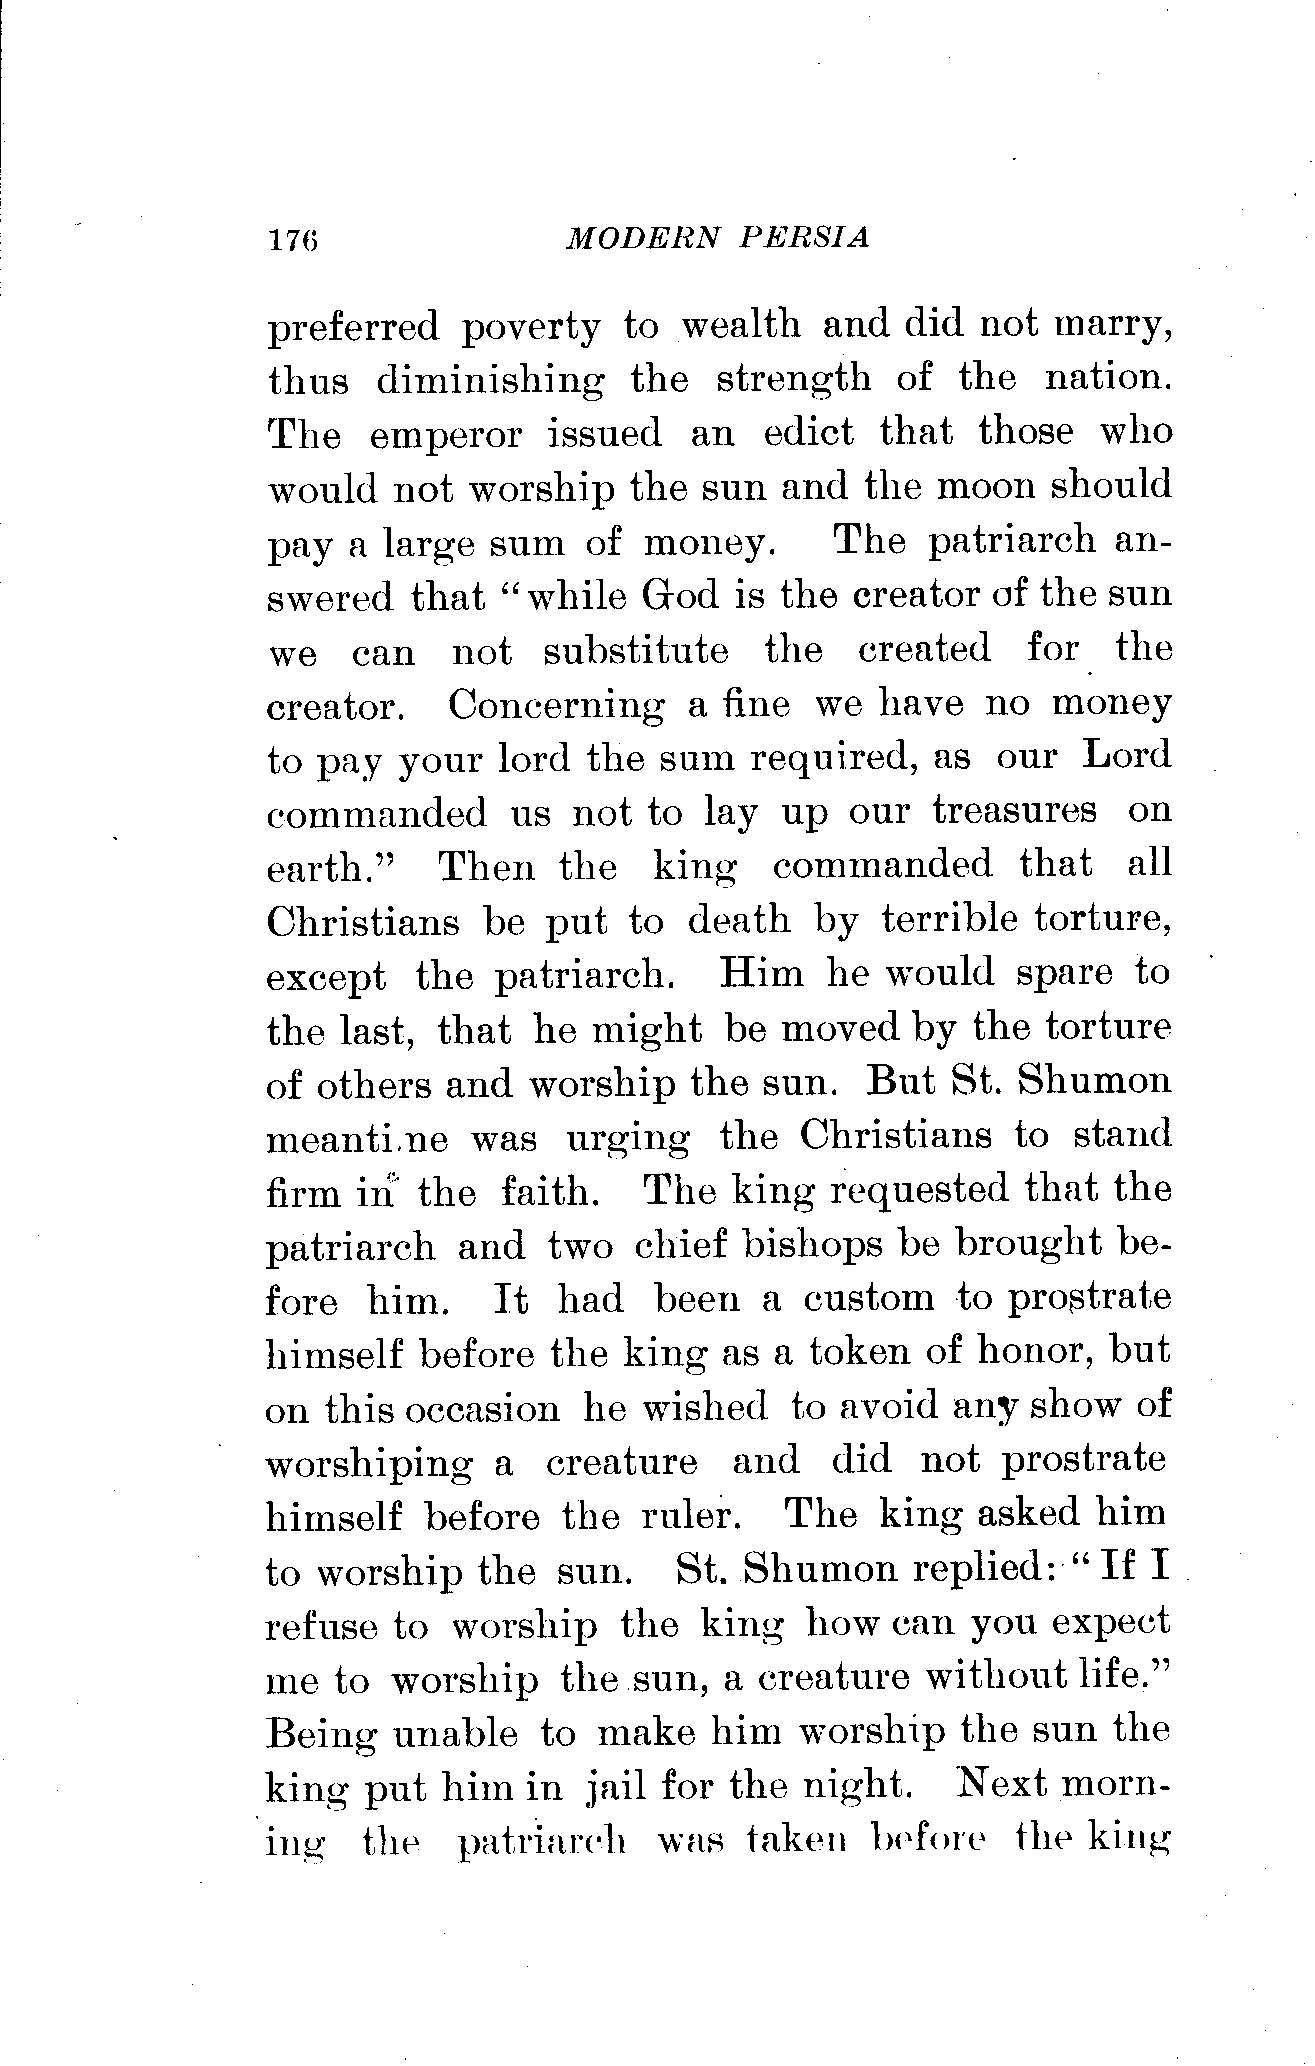 176 MODERN PERSIA
preferred poverty to wealth and did not marry,
thus diminishing the strength of the nation.
The emperor issued an edict that those who
would not worship the sun and the moon should
pay a large sum of money. The patriarch an-
swered that "while God is the creator of the sun
we can not substitute the created for the
creator. Concerning a fine we have no money
to pay your lord the sum required, as our Lord
commanded us not to lay up our treasures on
earth." Then the king commanded that all
Christians be put to death by terrible torture,
except the patriarch. Him he would spare to
the last, that he might be moved by the torture
of others and worship the sun. But St. Shumon
meantime was urging the Christians to stand
firm in the faith. The king requested that the
patriarch and two chief bishops be brought be-
fore him. It had been a custom to prostrate
himself before the king as a token of honor, but
on this occasion he wished to avoid any show of
worshiping a creature and did not prostrate
himself before the ruler. The king asked him
to worship the sun. St. Shumon replied: "If I
refuse to worship the king how can you expect
me to worship the sun, a creature without life."
Being unable to make him worship the sun the
king put him in jail for the night. Next morn-
ing the patriarch was taken before the king